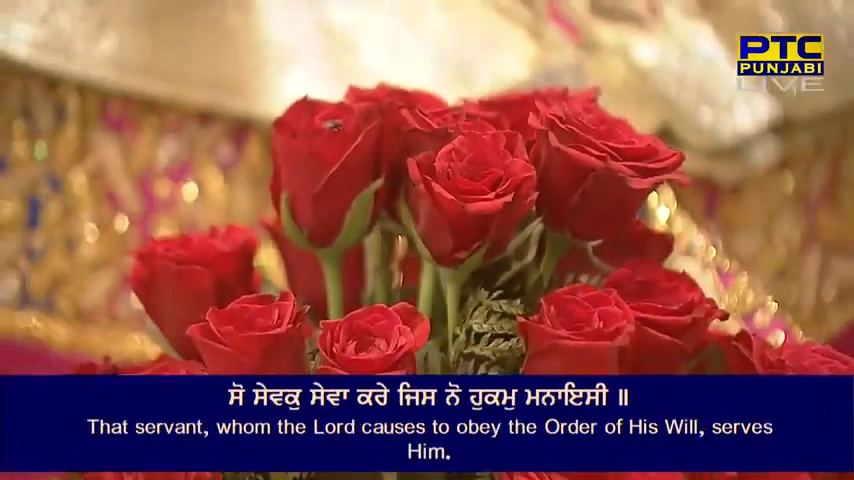 PTC
PUNJABI
LIVE
ਸੋ ਸੇਵਕੁ ਸੇਵਾ ਕਰੇ ਜਿਸ ਨੋ ਹੁਕਮੁ ਮਨਾਇਸੀ ॥
That servant, whom the Lord causes to obey the Order of His Will, serves
Him.